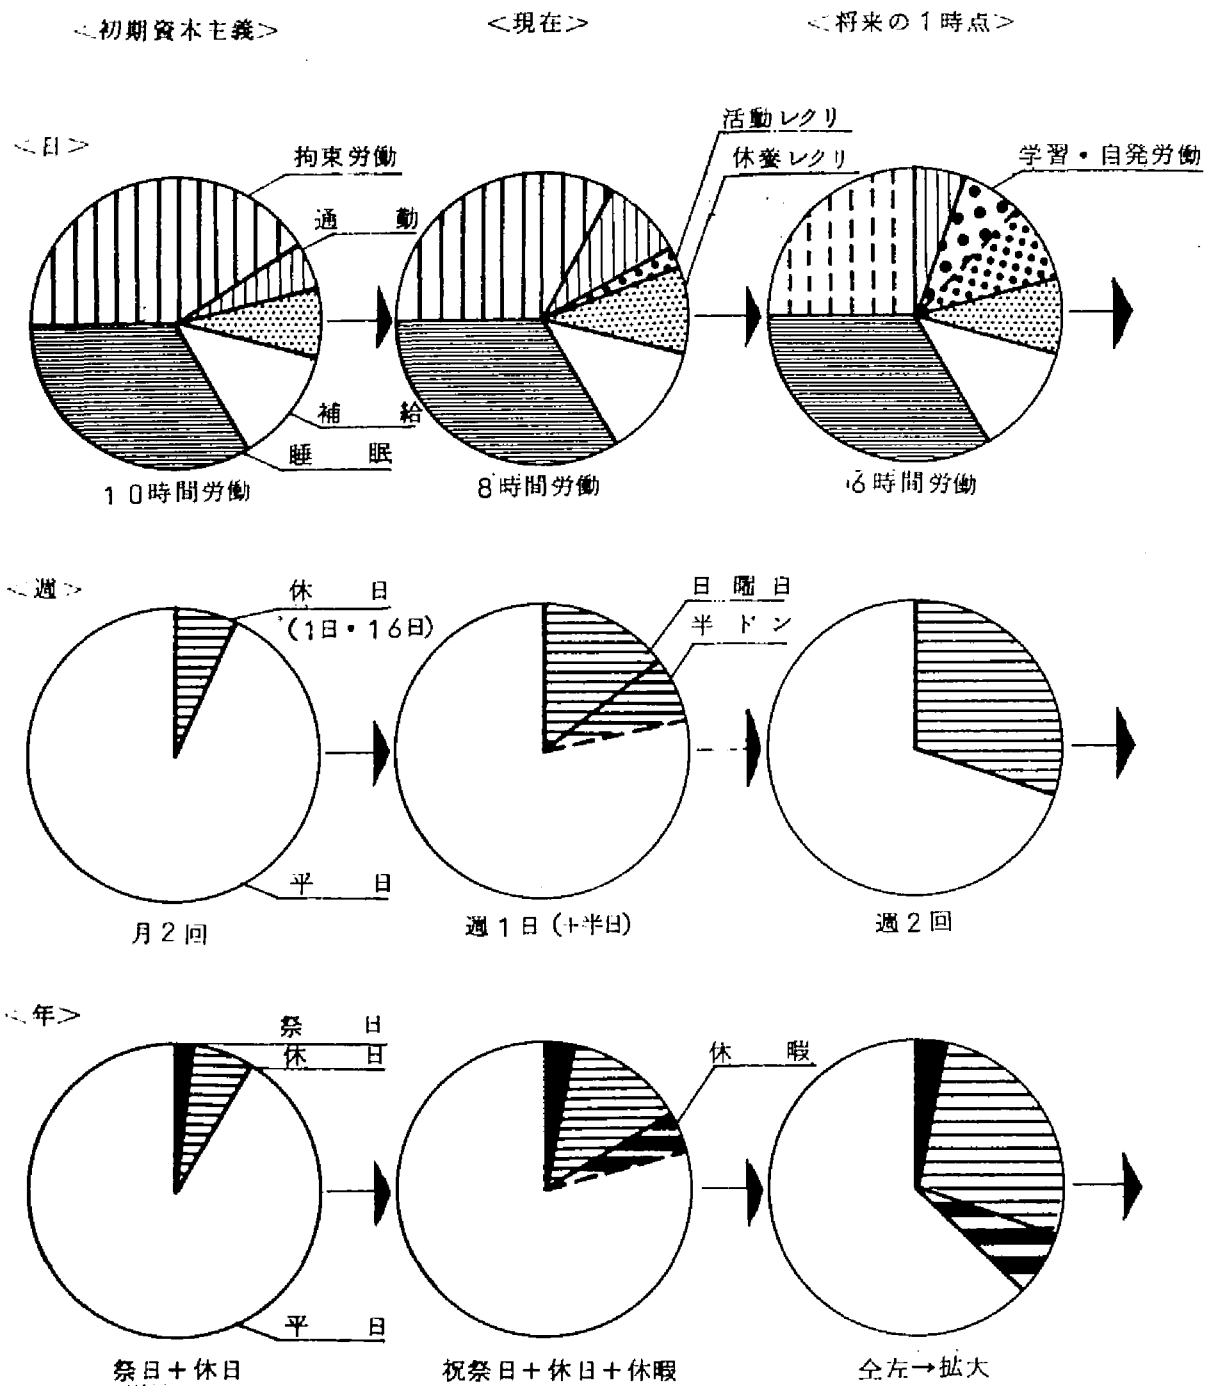 <初期資本主義>
<現在>
<将来の1時点>
<日>
拘束労働
通勤
補給
睡眠
活動レクリ
休養レクリ
学習・自発労働
10時間労働
8時間労働
6時間労働
<週>
休日
(1日・16日)
平日
日曜日
半ドン
月2回
週1日(+半日)
週2回
<年>
祭日
休日
平日
休暇
祭日+休日
祝祭日+休日+休暇
仝左→拡大